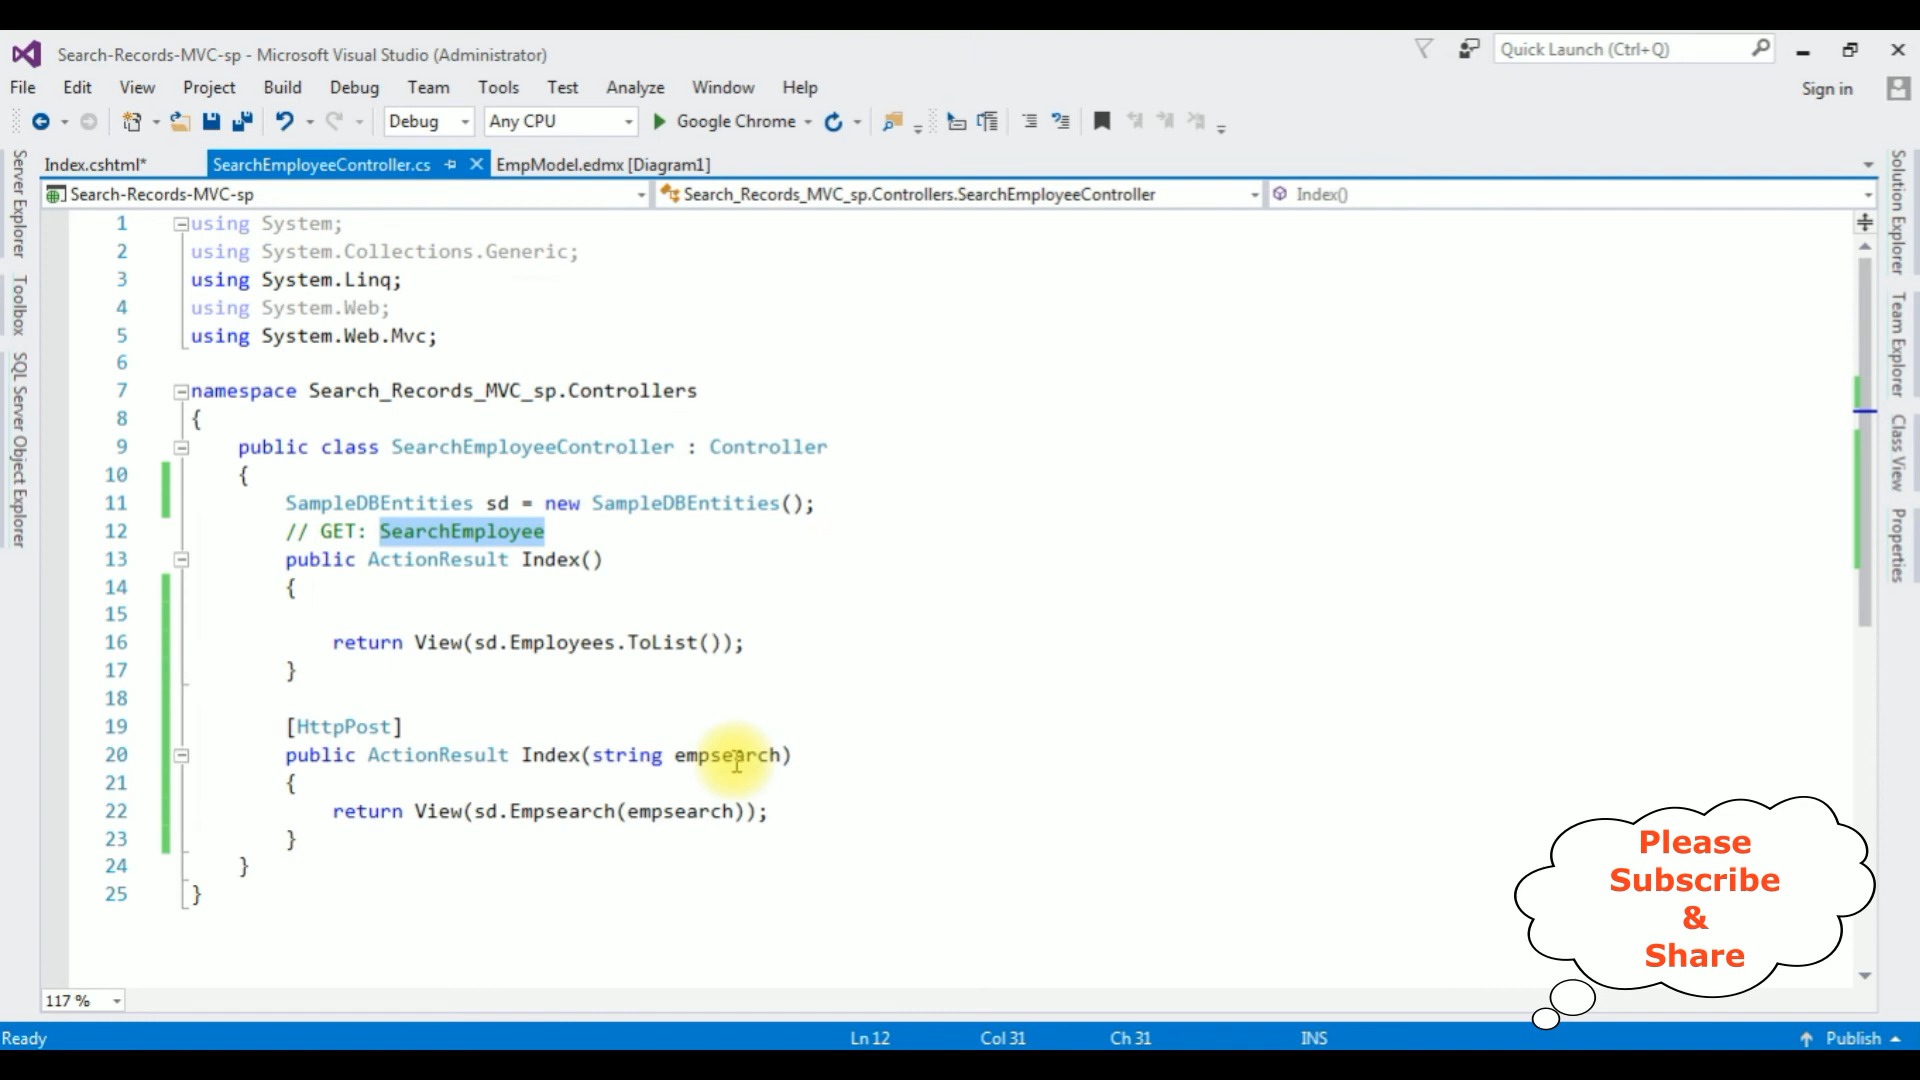 Search-Records-MVC-sp - Microsoft Visual Studio (Administrator)
Quick Launch (Ctrl+Q)
File Edit View Project Build Debug Team Tools Test Analyze Window Help
Sign in
Debug Any CPU Google Chrome
Index.cshtml* SearchEmployeeController.cs EmpModel.edmx [Diagram1]
Search-Records-MVC-sp Search_Records_MVC_sp.Controllers.SearchEmployeeController Index()
Server Explorer
Toolbox
SQL Server Object Explorer
1 using System;
2 using System.Collections.Generic;
3 using System.Linq;
4 using System.Web;
5 using System.Web.Mvc;
6
7 namespace Search_Records_MVC_sp.Controllers
8 {
9 public class SearchEmployeeController : Controller
10 {
11 SampleDBEntities sd = new SampleDBEntities();
12 // GET: SearchEmployee
13 public ActionResult Index()
14 {
15
16 return View(sd.Employees.ToList());
17 }
18
19 [HttpPost]
20 public ActionResult Index(string empsearch)
21 {
22 return View(sd.Empsearch(empsearch));
23 }
24 }
25 }
Solution Explorer
Team Explorer
Class View
Properties
Please
Subscribe
&
Share
117 %
Ready Ln 12 Col 31 Ch 31 INS Publish